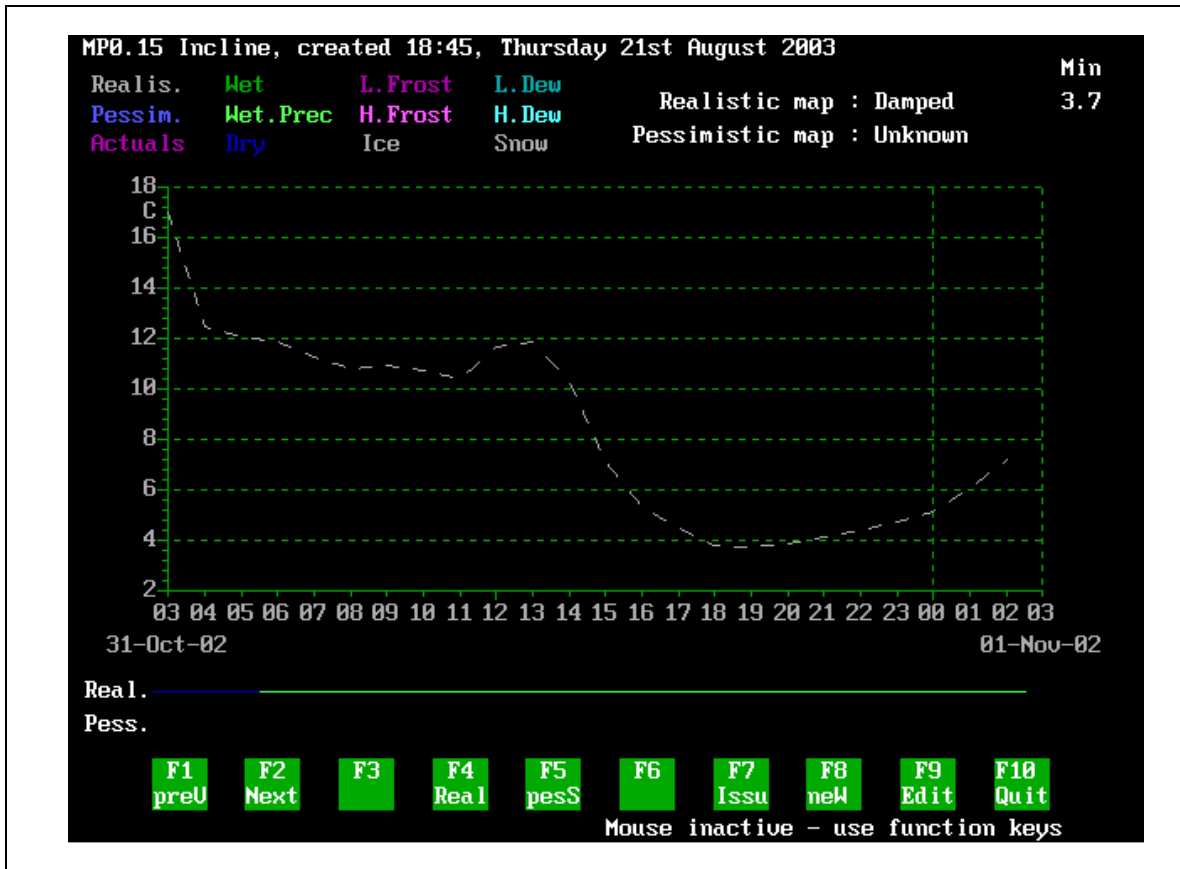 MP0.15 Incline, created 18:45, Thursday 21st August 2003
Min
3.7
Realis. Wet L.Frost L.Dew
Pessim. Wet.Prec H.Frost H.Dew
Actuals Dry Ice Snow
Realistic map : Damped
Pessimistic map : Unknown
18
C
16
14
12
10
8
6
4
2
03 04 05 06 07 08 09 10 11 12 13 14 15 16 17 18 19 20 21 22 23 00 01 02 03
31-Oct-02 01-Nov-02
Real.
Pess.
F1 F2 F3 F4 F5 F6 F7 F8 F9 F10
preU Next Real pesS Issu neW Edit Quit
Mouse inactive - use function keys